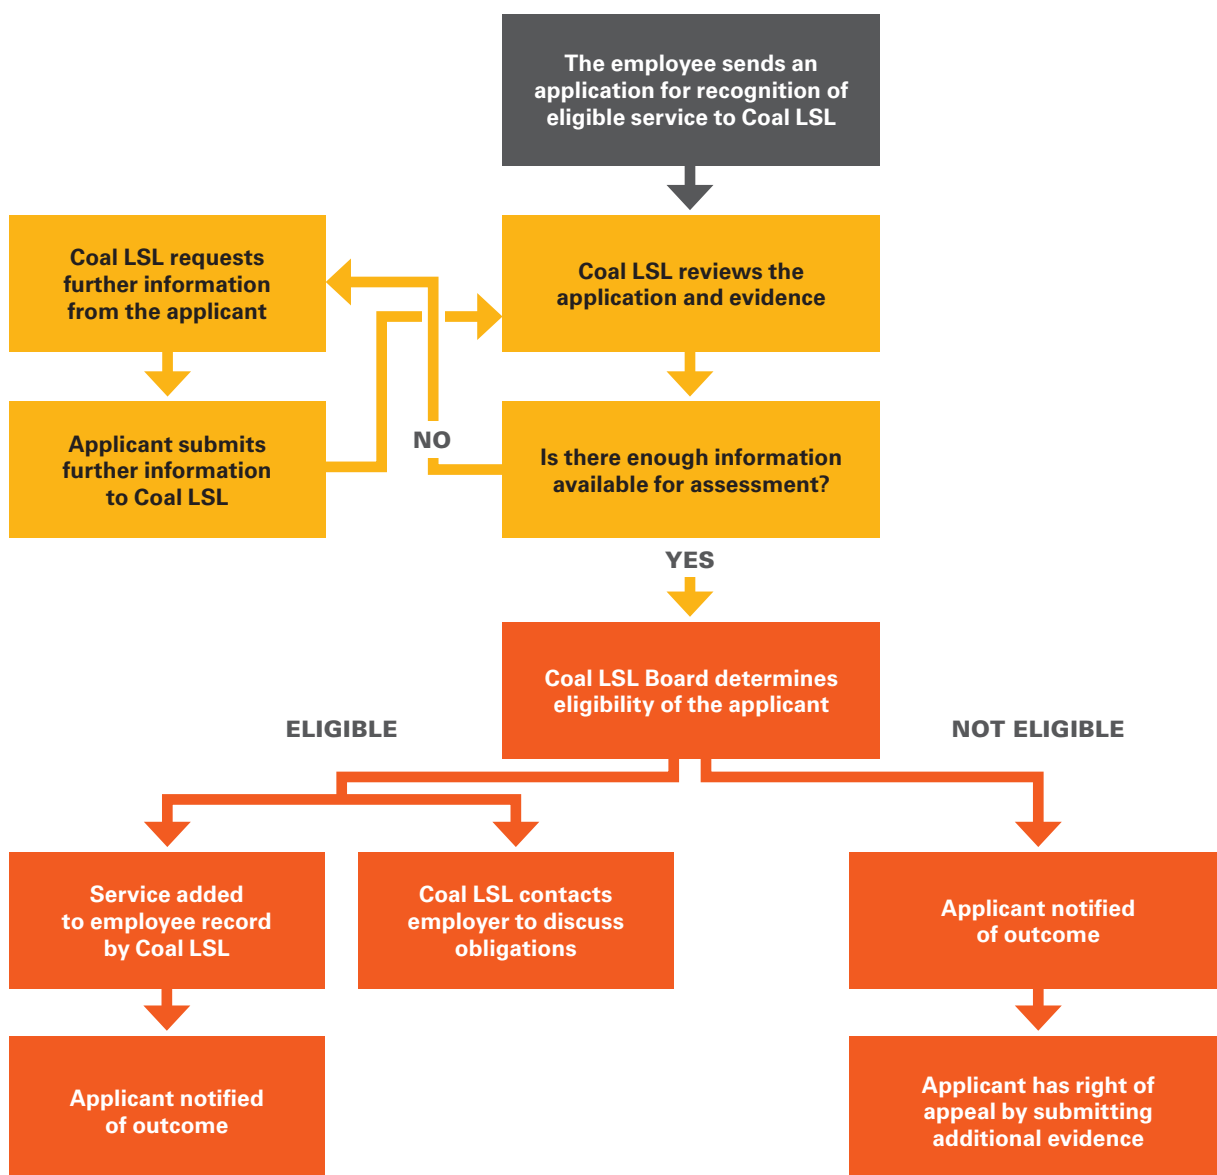 The employee sends an
application for recognition of
eligible service to Coal LSL
Coal LSL requests
further information
from the applicant
Coal LSL reviews the
application and evidence
Applicant submits
further information
to Coal LSL
NO
Is there enough information
available for assessment?
YES
Coal LSL Board determines
eligibility of the applicant
ELIGIBLE
NOT ELIGIBLE
Service added
to employee record
by Coal LSL
Coal LSL contacts
employer to discuss
obligations
Applicant notified
of outcome
Applicant notified
of outcome
Applicant has right of
appeal by submitting
additional evidence